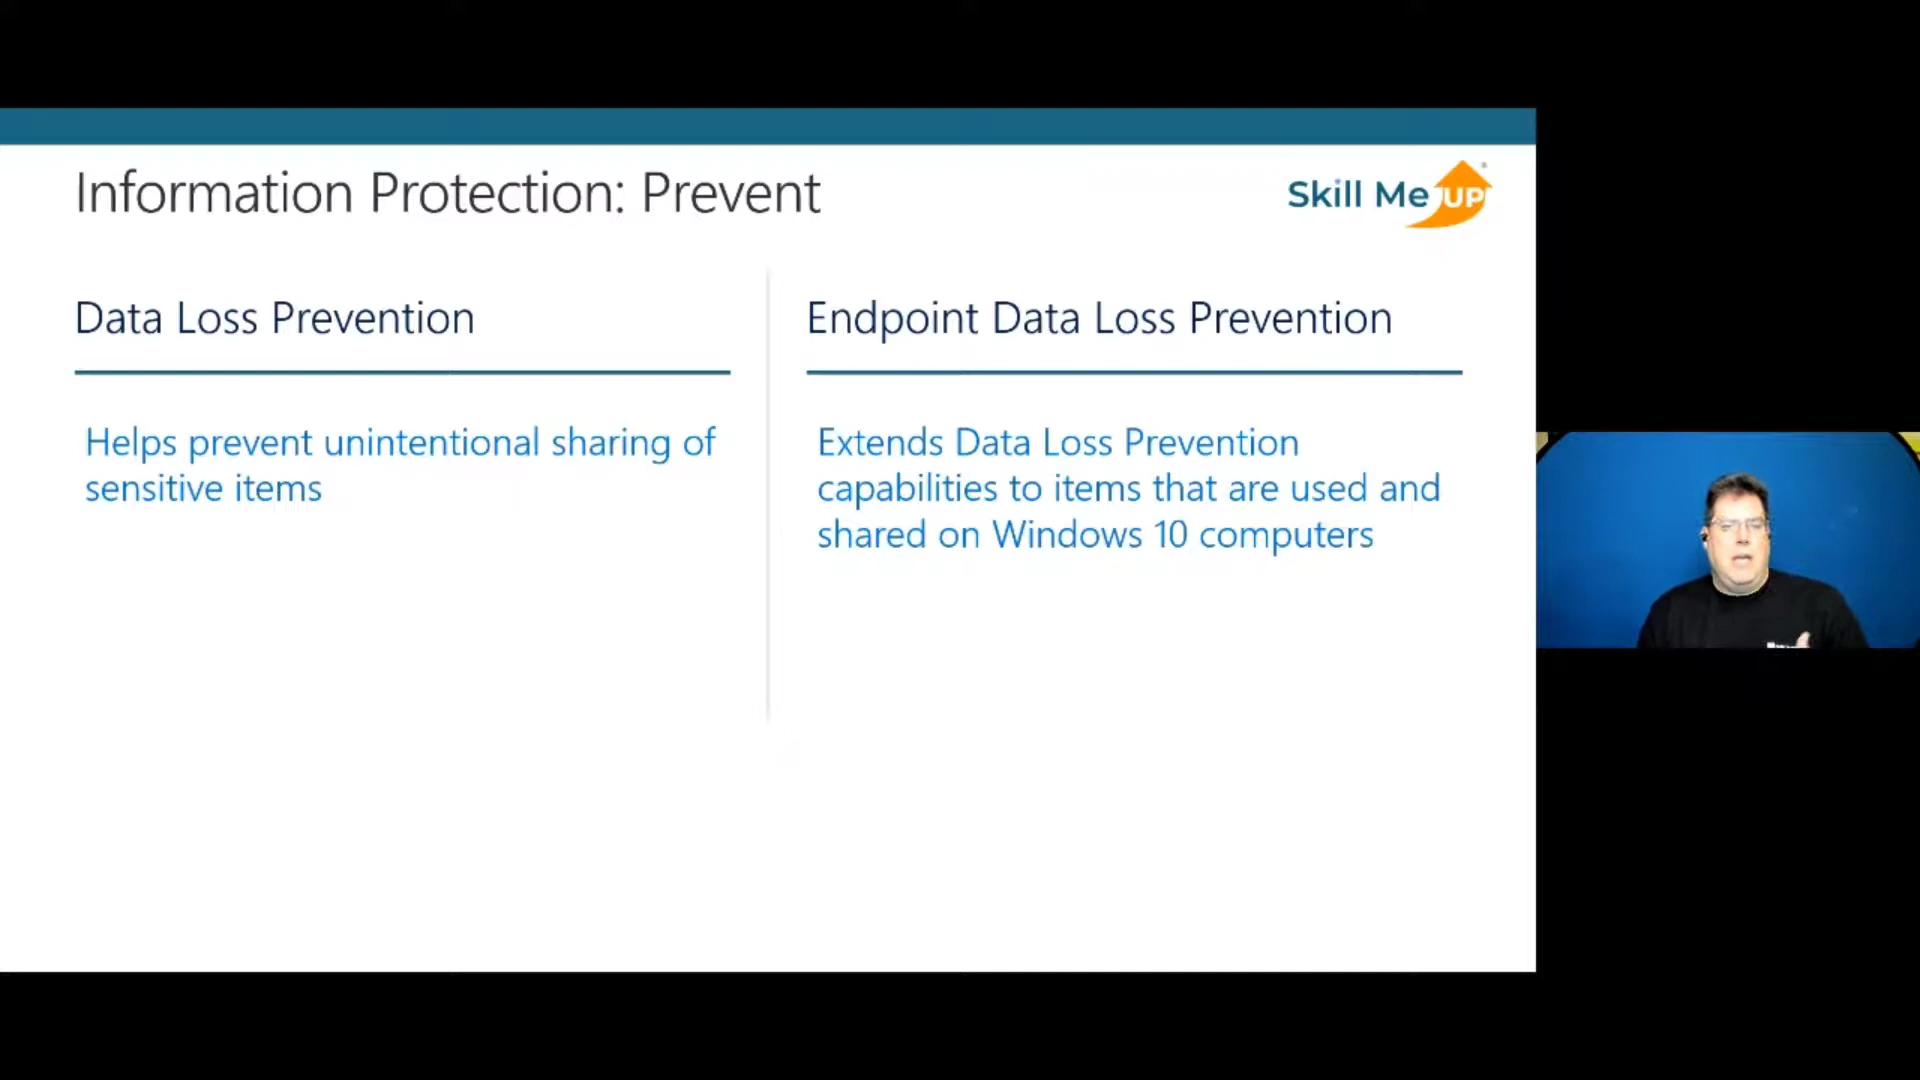 Information Protection: Prevent
Skill Me UP
Data Loss Prevention
Endpoint Data Loss Prevention
Helps prevent unintentional sharing of
sensitive items
Extends Data Loss Prevention
capabilities to items that are used and
shared on Windows 10 computers